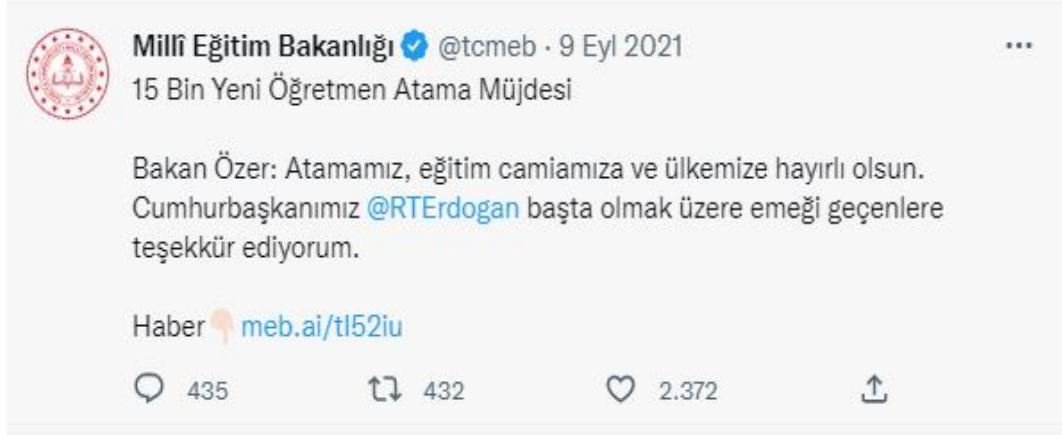 Millî Eğitim Bakanlığı @tcmeb · 9 Eyl 2021
15 Bin Yeni Öğretmen Atama Müjdesi
Bakan Özer: Atamamız, eğitim camiamıza ve ülkemize hayırlı olsun.
Cumhurbaşkanımız @RTErdogan başta olmak üzere emeği geçenlere
teşekkür ediyorum.
Haber👇🏻 meb.ai/tl52iu
435 432 2.372